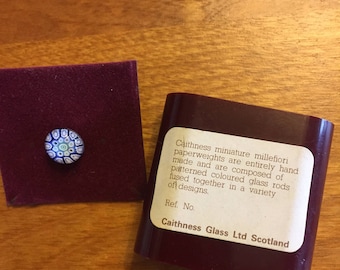 Caithness miniature millefiori
paperweights are entirely hand
made and are composed of
patterned coloured glass rods
fused together in a variety
of designs.
Ref. No.
Caithness Glass Ltd Scotland